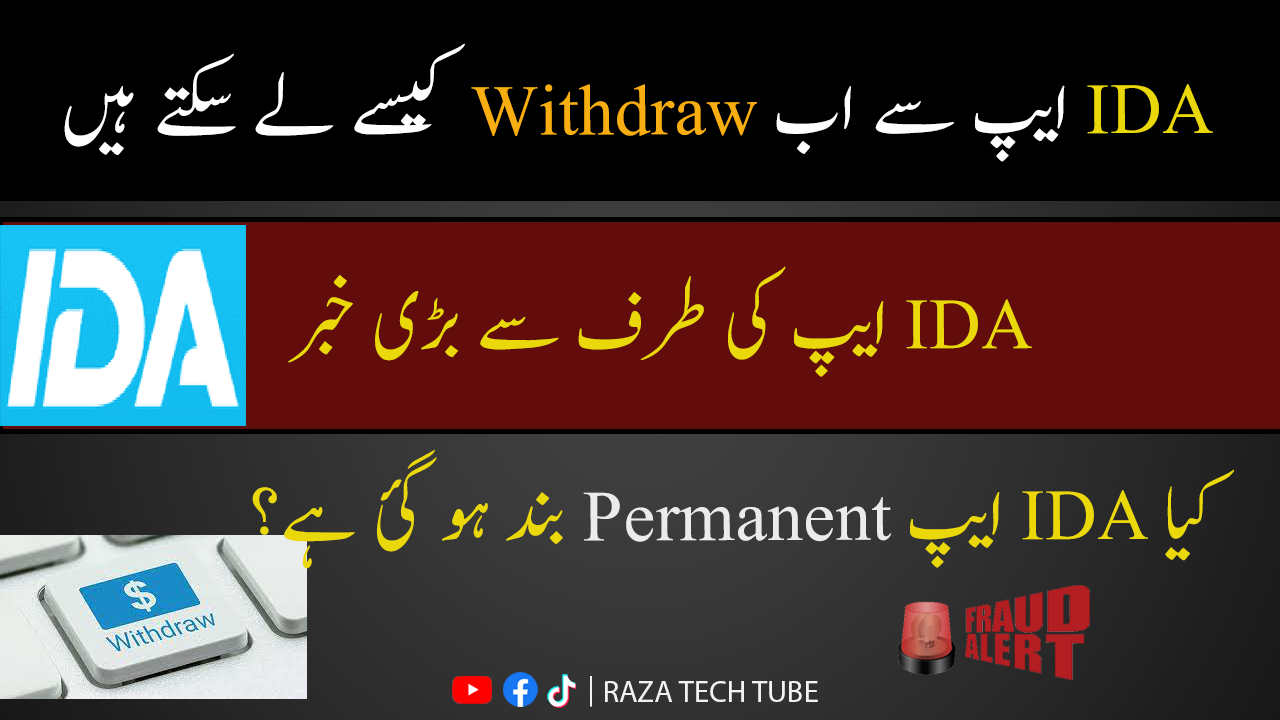 IDA ایپ سے اب Withdraw کیسے لے سکتے ہیں
IDA
IDA ایپ کی طرف سے بڑی خبر
کیا IDA ایپ Permanent بند ہو گئ ہے؟
$
Withdraw
FRAUD
ALERT
| RAZA TECH TUBE